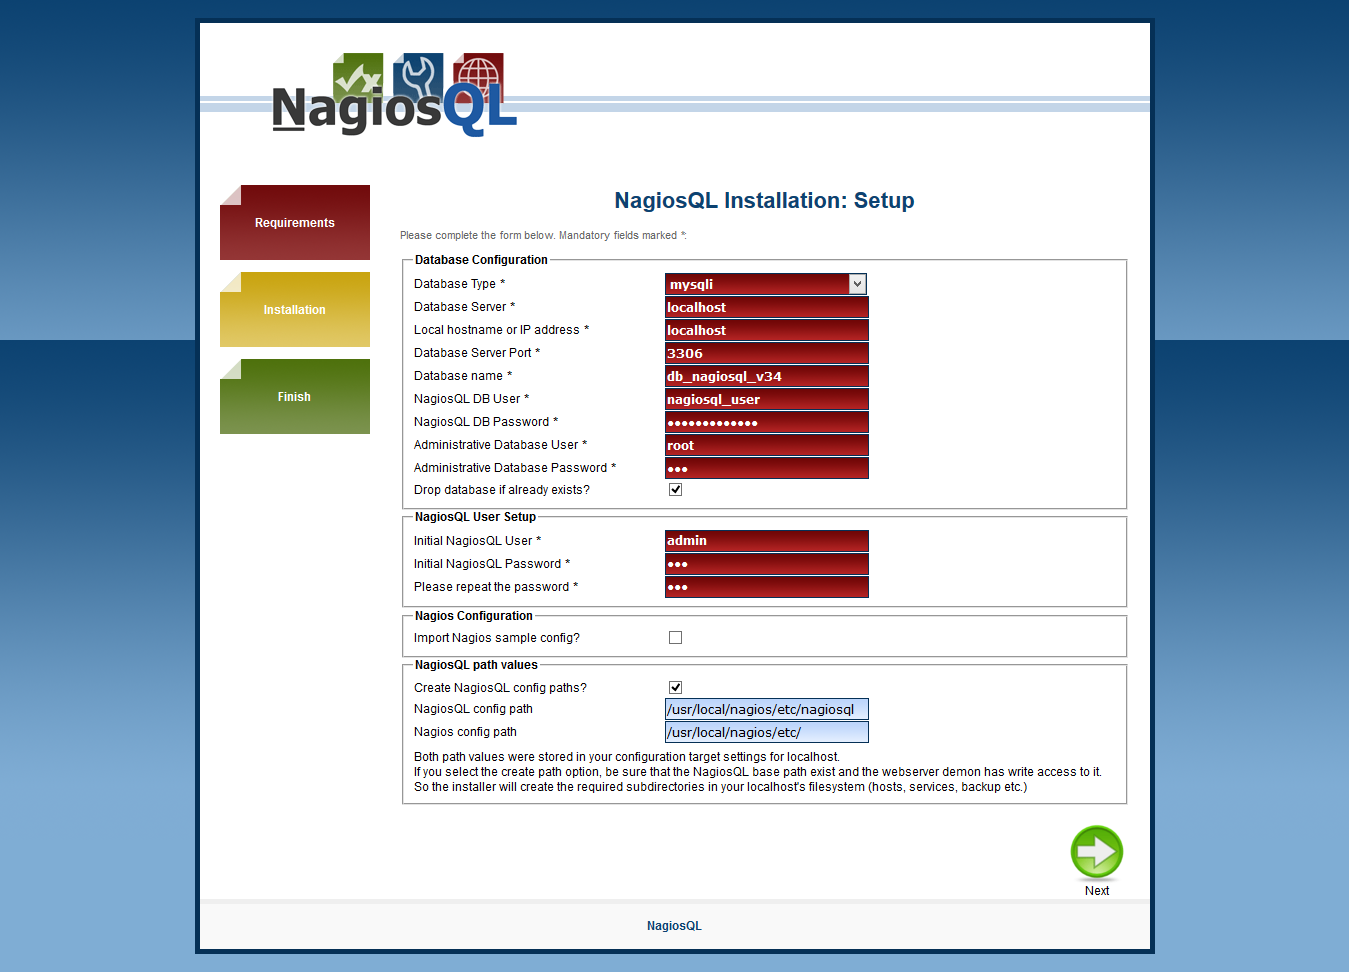 NagiosQL
Requirements
Installation
Finish
NagiosQL Installation: Setup
Please complete the form below. Mandatory fields marked *:
Database Configuration
Database Type * mysqli
Database Server * localhost
Local hostname or IP address * localhost
Database Server Port * 3306
Database name * db_nagiosql_v34
NagiosQL DB User * nagiosql_user
NagiosQL DB Password * •••••••••••••
Administrative Database User * root
Administrative Database Password * •••
Drop database if already exists?
NagiosQL User Setup
Initial NagiosQL User * admin
Initial NagiosQL Password * •••
Please repeat the password * •••
Nagios Configuration
Import Nagios sample config?
NagiosQL path values
Create NagiosQL config paths?
NagiosQL config path /usr/local/nagios/etc/nagiosql
Nagios config path /usr/local/nagios/etc/
Both path values were stored in your configuration target settings for localhost.
If you select the create path option, be sure that the NagiosQL base path exist and the webserver demon has write access to it.
So the installer will create the required subdirectories in your localhost's filesystem (hosts, services, backup etc.)
Next
NagiosQL